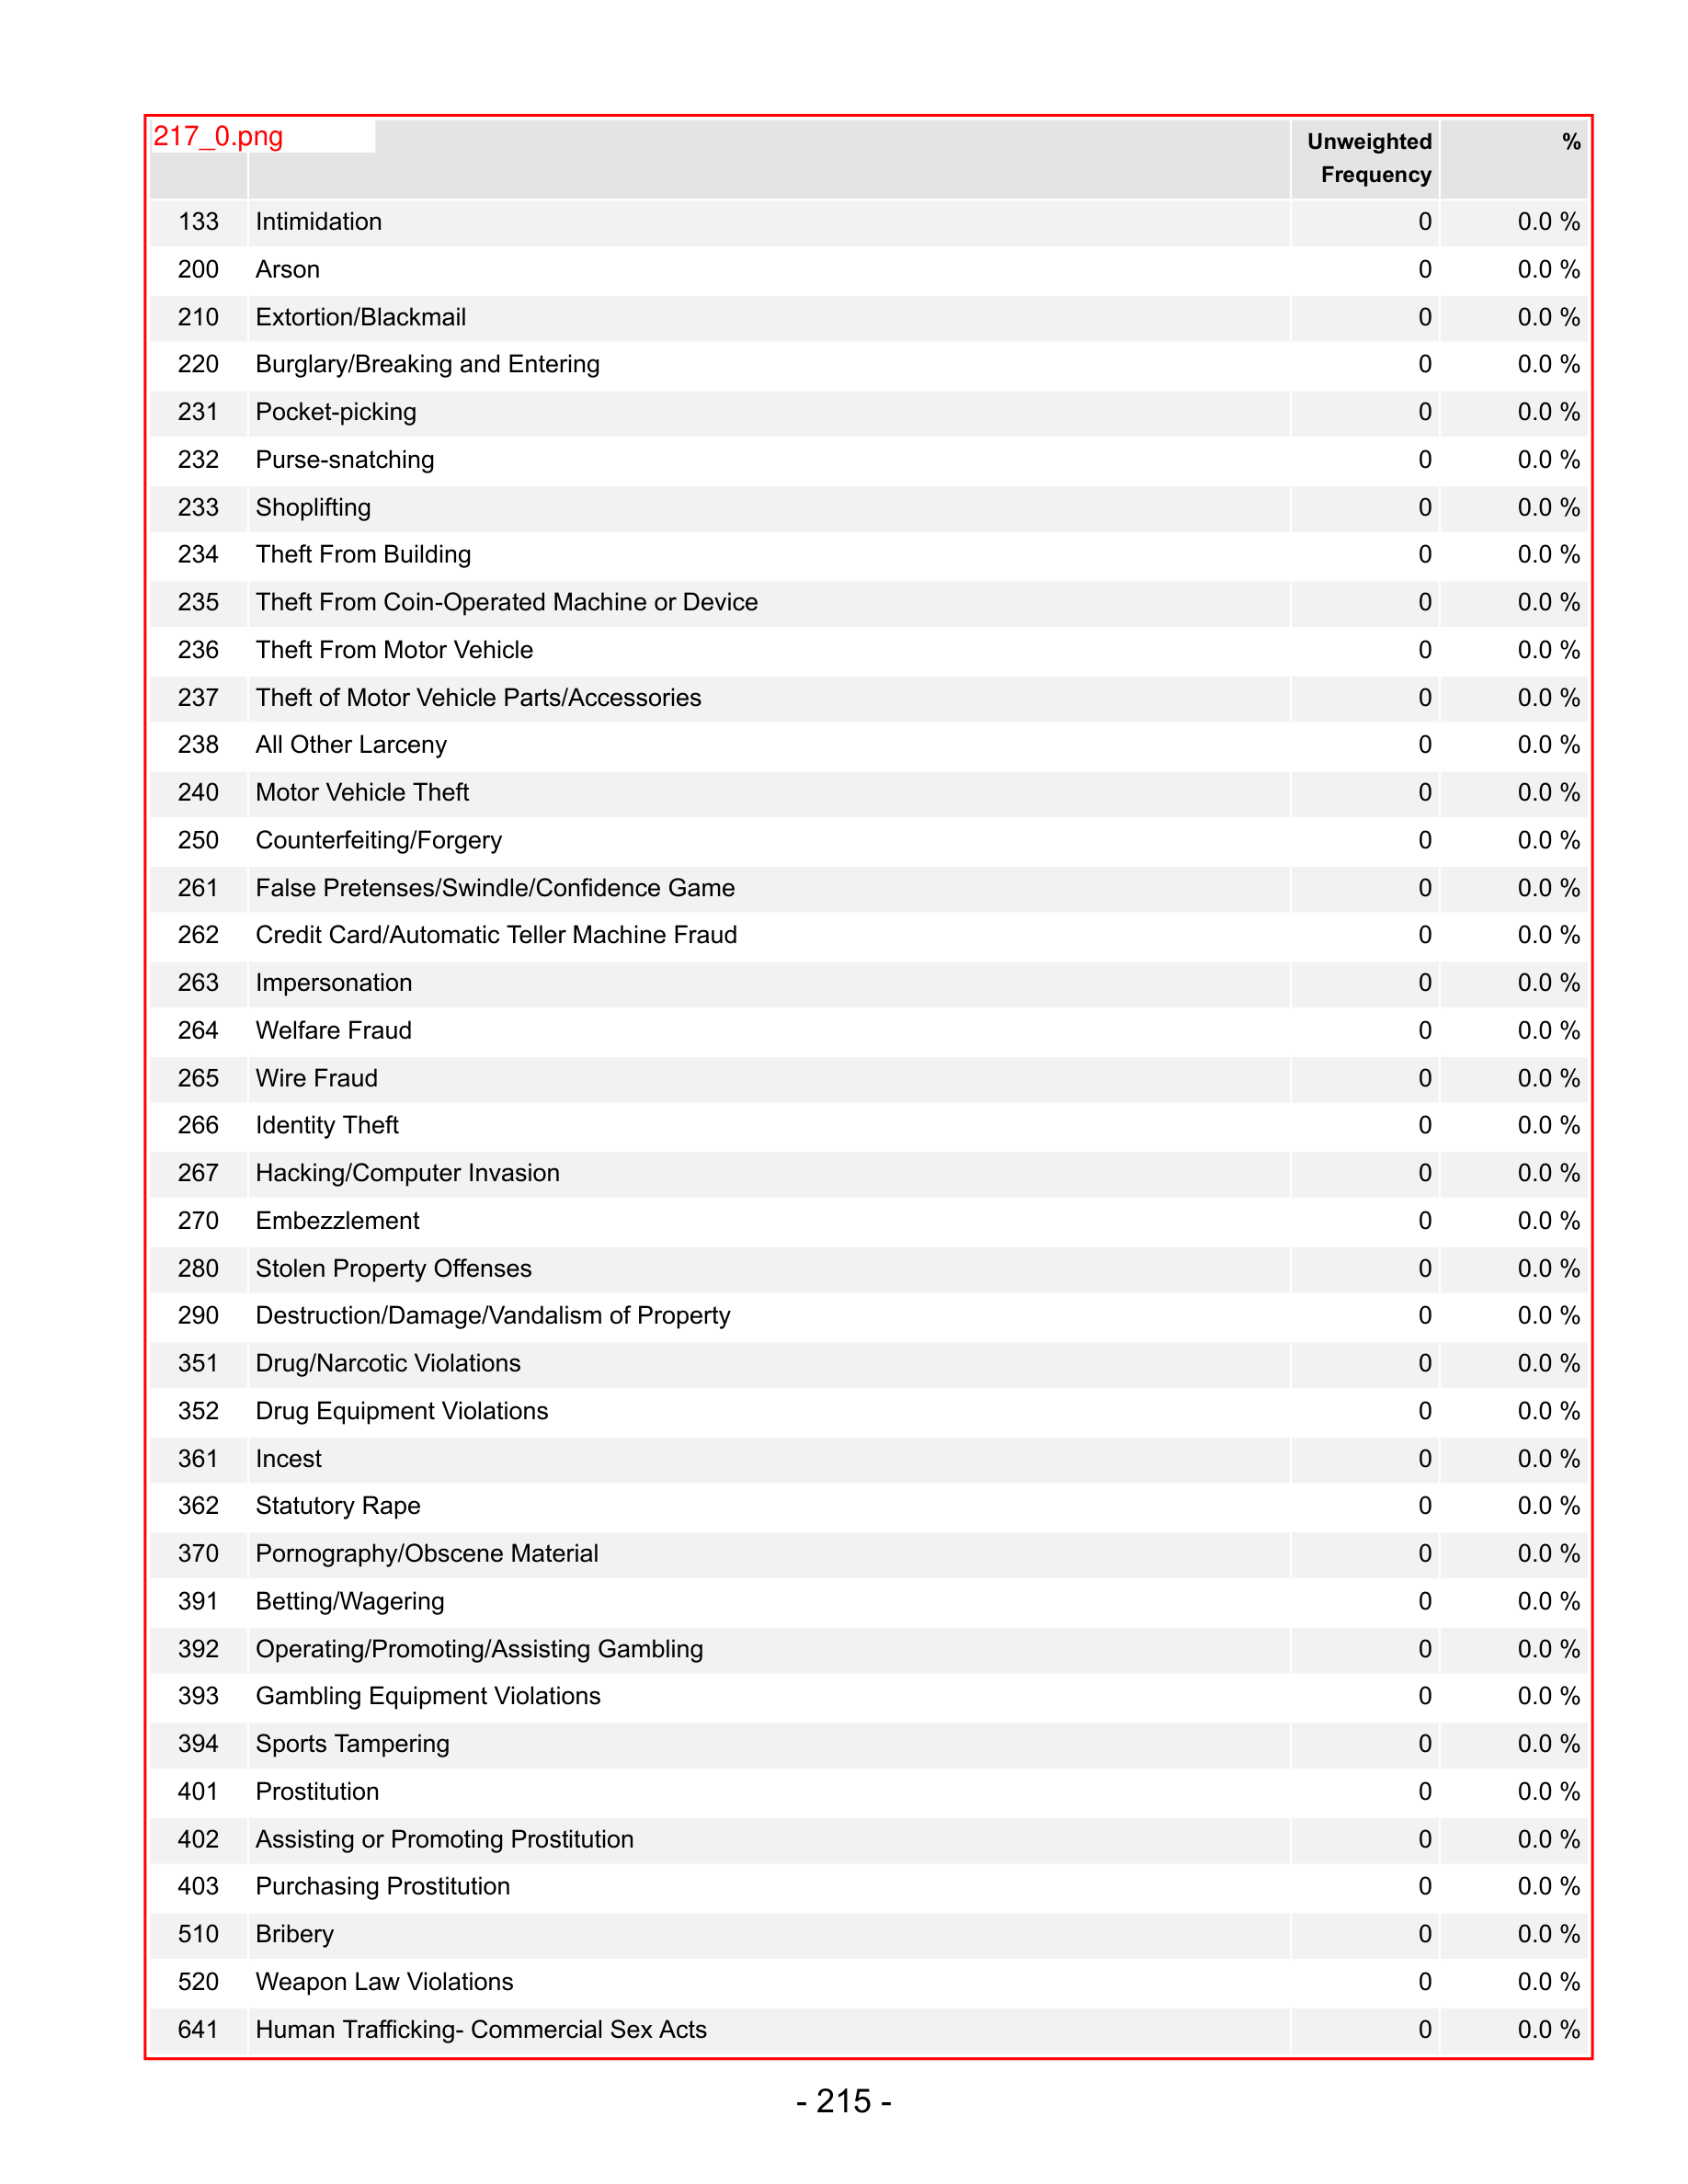 217_0.png
Unweighted Frequency %
133 Intimidation 0 0.0 %
200 Arson 0 0.0 %
210 Extortion/Blackmail 0 0.0 %
220 Burglary/Breaking and Entering 0 0.0 %
231 Pocket-picking 0 0.0 %
232 Purse-snatching 0 0.0 %
233 Shoplifting 0 0.0 %
234 Theft From Building 0 0.0 %
235 Theft From Coin-Operated Machine or Device 0 0.0 %
236 Theft From Motor Vehicle 0 0.0 %
237 Theft of Motor Vehicle Parts/Accessories 0 0.0 %
238 All Other Larceny 0 0.0 %
240 Motor Vehicle Theft 0 0.0 %
250 Counterfeiting/Forgery 0 0.0 %
261 False Pretenses/Swindle/Confidence Game 0 0.0 %
262 Credit Card/Automatic Teller Machine Fraud 0 0.0 %
263 Impersonation 0 0.0 %
264 Welfare Fraud 0 0.0 %
265 Wire Fraud 0 0.0 %
266 Identity Theft 0 0.0 %
267 Hacking/Computer Invasion 0 0.0 %
270 Embezzlement 0 0.0 %
280 Stolen Property Offenses 0 0.0 %
290 Destruction/Damage/Vandalism of Property 0 0.0 %
351 Drug/Narcotic Violations 0 0.0 %
352 Drug Equipment Violations 0 0.0 %
361 Incest 0 0.0 %
362 Statutory Rape 0 0.0 %
370 Pornography/Obscene Material 0 0.0 %
391 Betting/Wagering 0 0.0 %
392 Operating/Promoting/Assisting Gambling 0 0.0 %
393 Gambling Equipment Violations 0 0.0 %
394 Sports Tampering 0 0.0 %
401 Prostitution 0 0.0 %
402 Assisting or Promoting Prostitution 0 0.0 %
403 Purchasing Prostitution 0 0.0 %
510 Bribery 0 0.0 %
520 Weapon Law Violations 0 0.0 %
641 Human Trafficking- Commercial Sex Acts 0 0.0 %
- 215 -